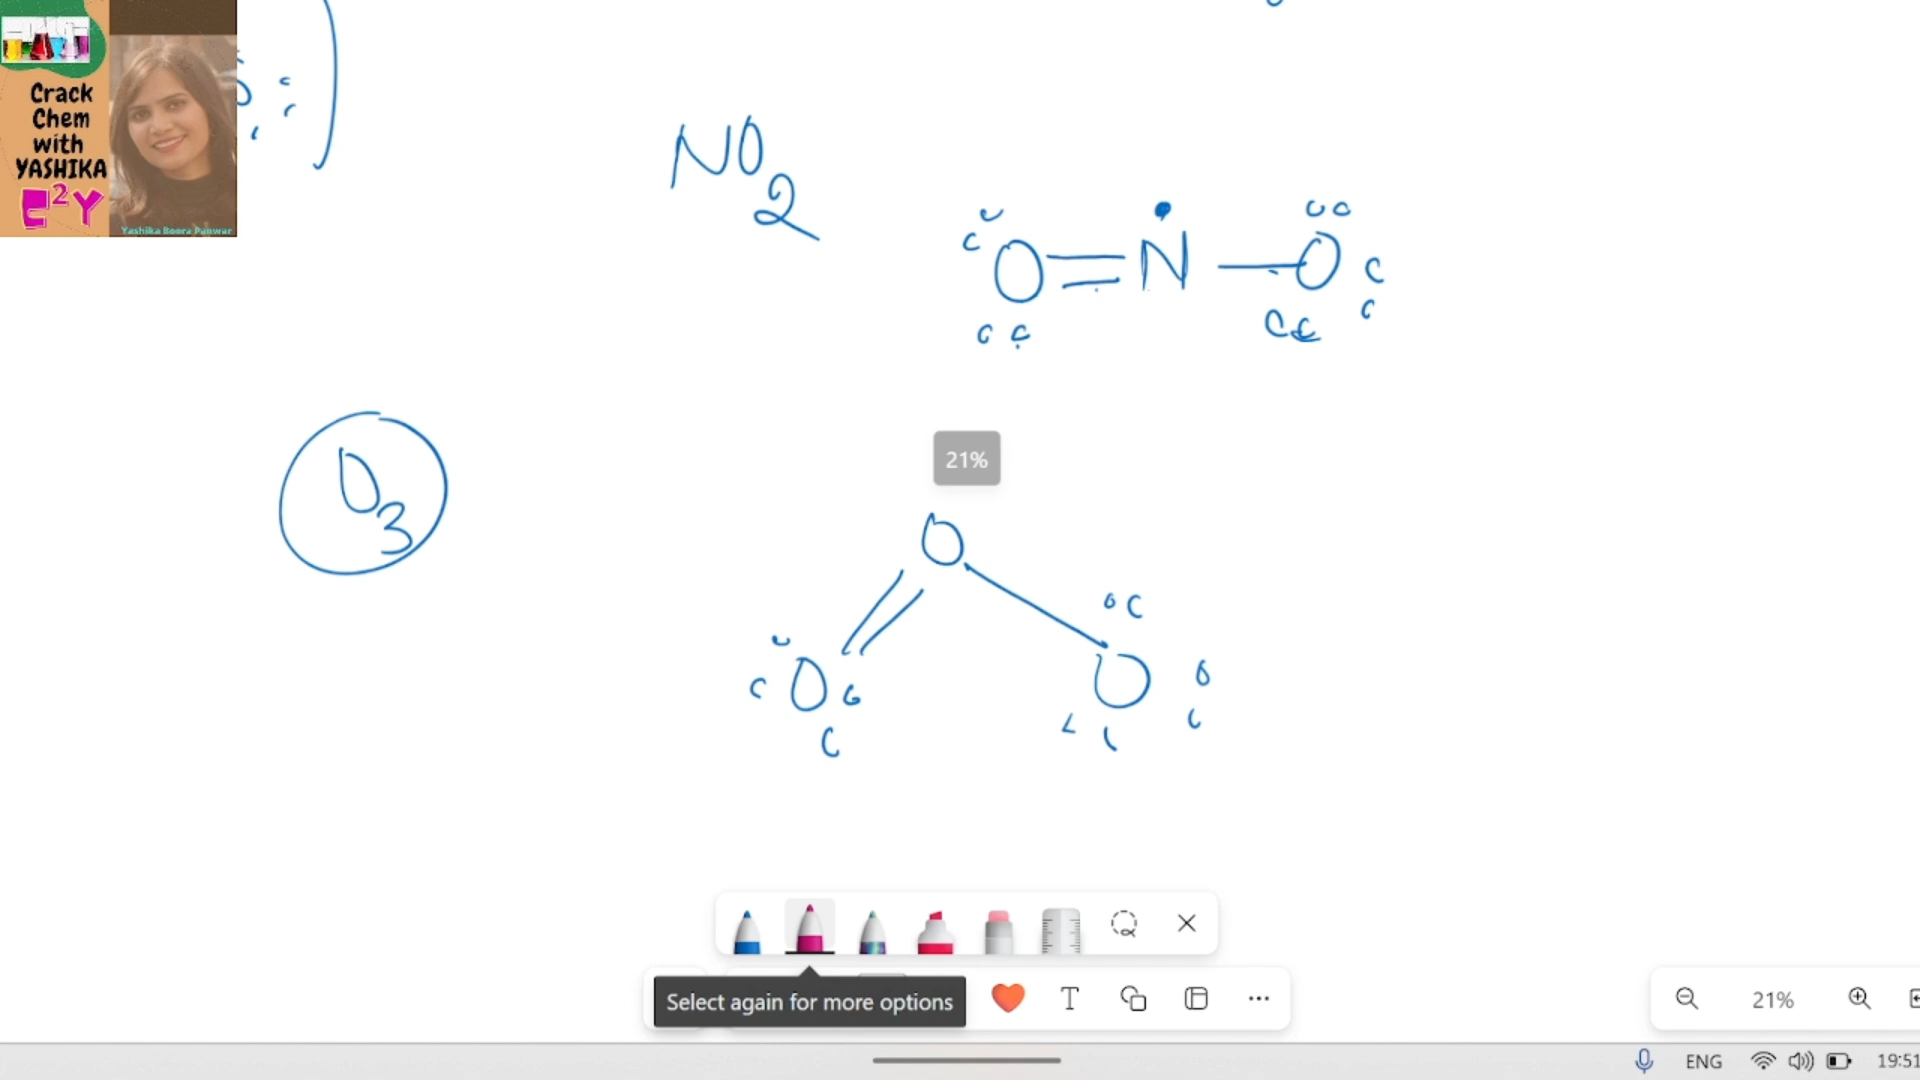 Crack
Chem
with
YASHIKA
C²Y
Yashika Boora Panwar
NO2
O=N—O
O3
21%
O
O O
Select again for more options
T
21%
ENG
19:51